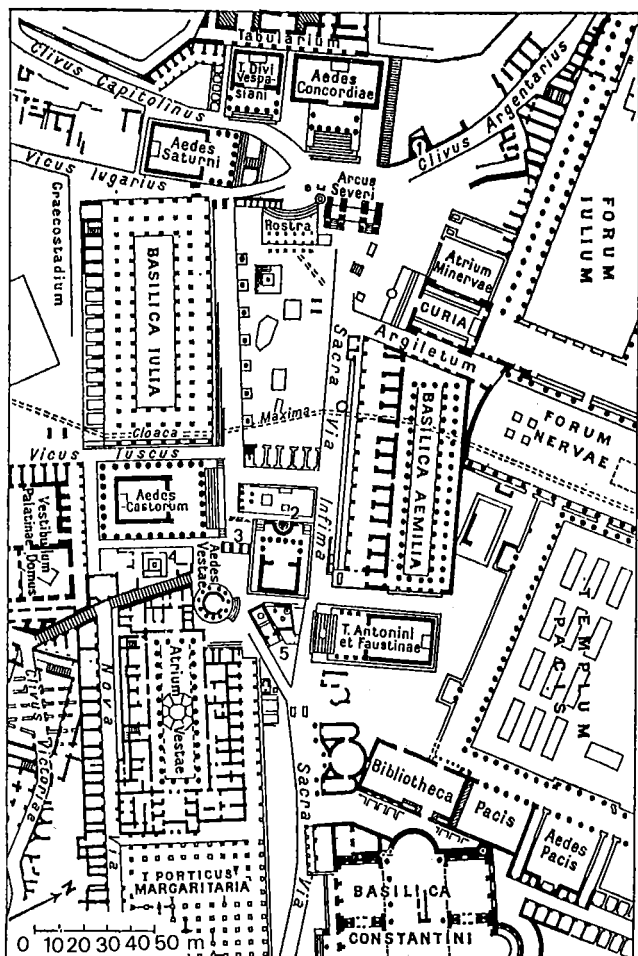 Tabularium
Clivus Capitolinus
T. Divi
Vespa-
siani
Aedes
Concordiae
Clivus Argentarius
Aedes
Saturni
Vicus Iugarius
Arcus
Severi
Graecostadium
Rostra
FORUM
IULIUM
Atrium
Minervae
BASILICA IULIA
CURIA
Argiletum
Sacra Via Infima
BASILICA AEMILIA
FORUM
NERVAE
Cloaca Maxima
Vicus Tuscus
Aedes
Castorum
Vestibulum
Palatinae
Domus
2
3
4
Aedes
Vestae
5
T. Antonini
et Faustinae
TEMPLUM
PACIS
Clivus Victoriae
Nova Via
Atrium
Vestae
Sacra Via
Bibliotheca
Pacis
Aedes
Pacis
PORTICUS
MARGARITARIA
BASILICA
CONSTANTINI
N
0 10 20 30 40 50 m